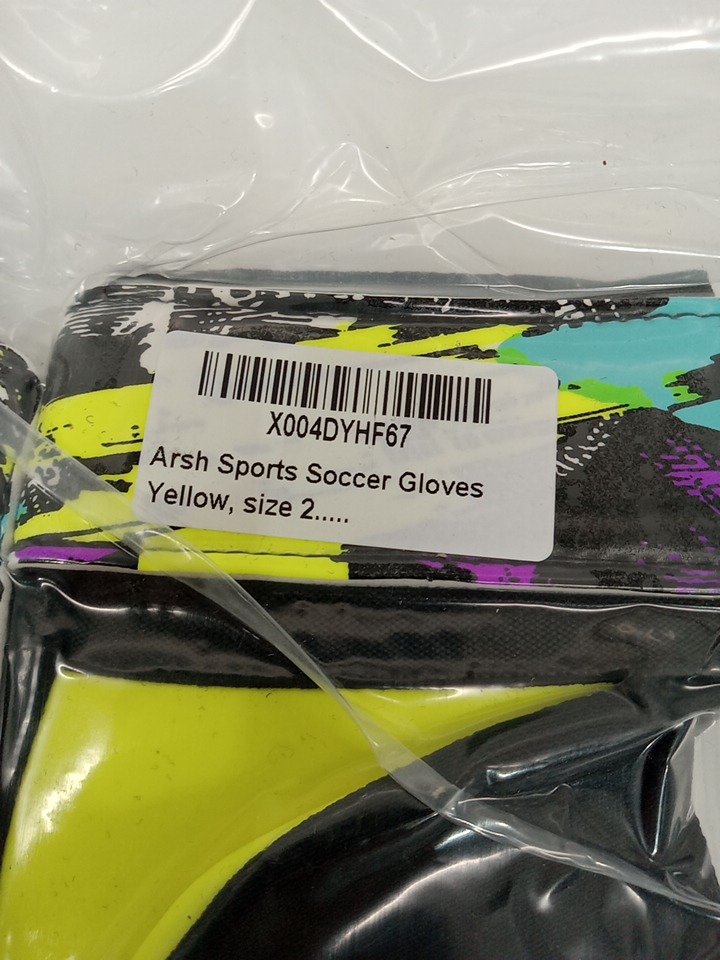 X004DYHF67
Arsh Sports Soccer Gloves
Yellow, size 2.....